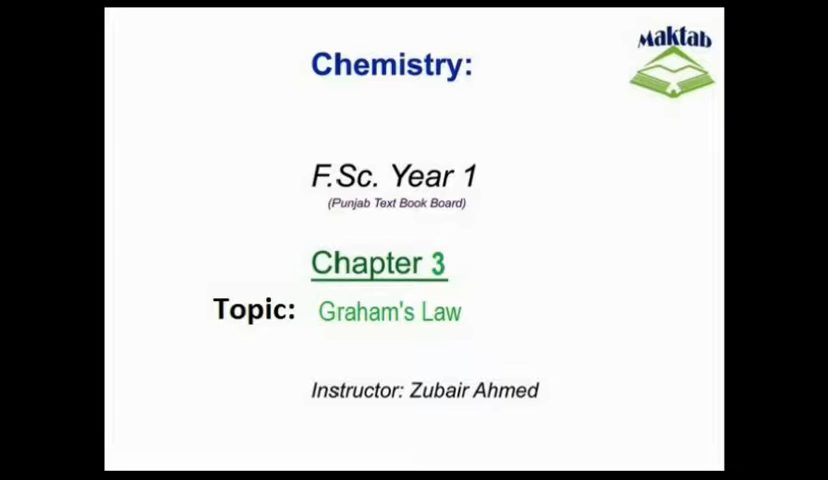 Maktab
Chemistry:
F.Sc. Year 1
(Punjab Text Book Board)
Chapter 3
Topic: Graham's Law
Instructor: Zubair Ahmed